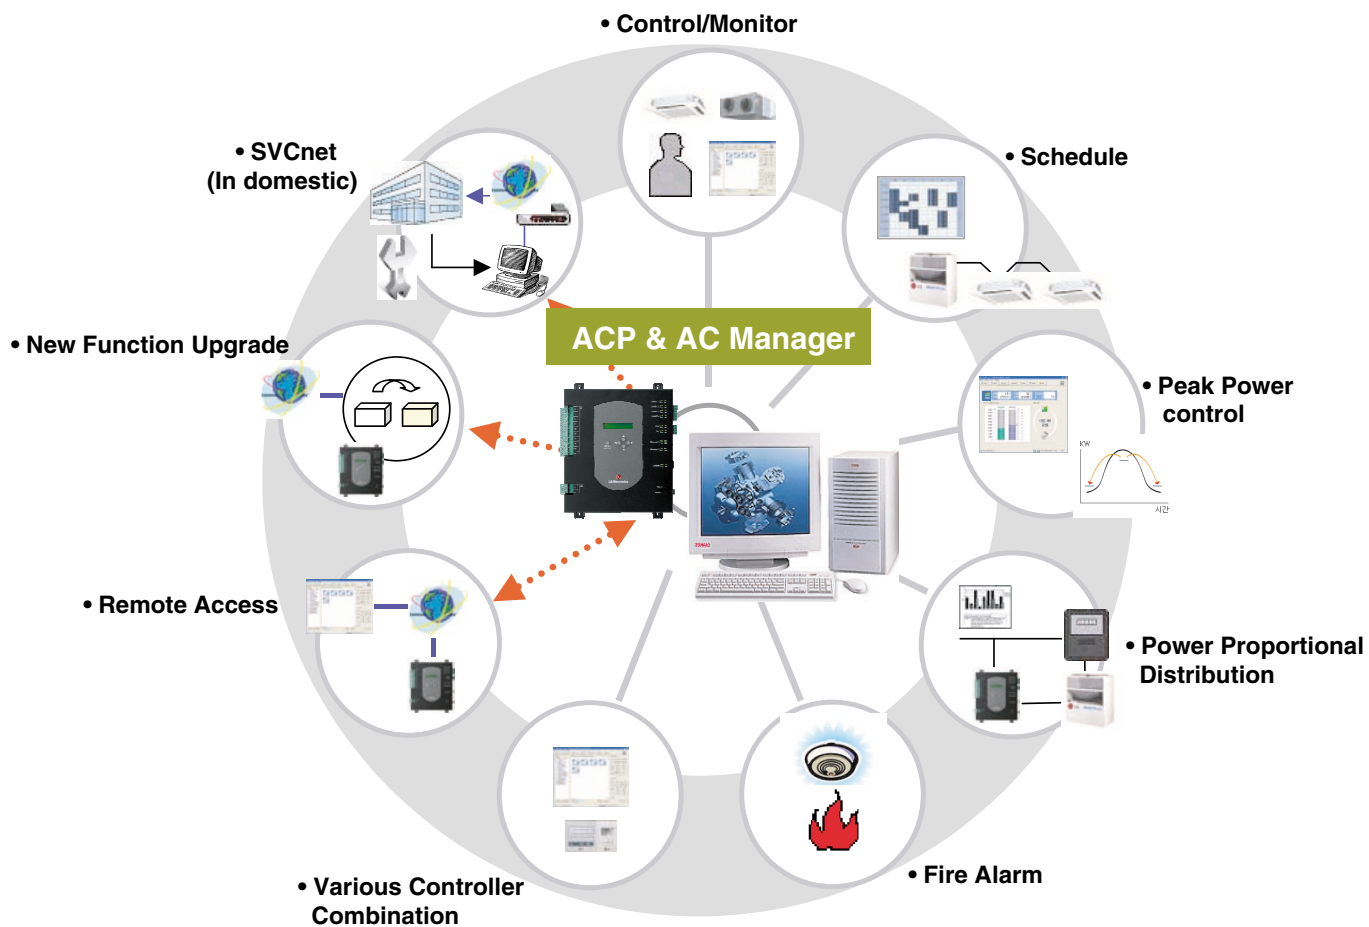 • Control/Monitor
• SVCnet
(In domestic)
• Schedule
ACP & AC Manager
• New Function Upgrade
• Peak Power
control
KW
시간
• Remote Access
• Power Proportional
Distribution
• Fire Alarm
• Various Controller
Combination